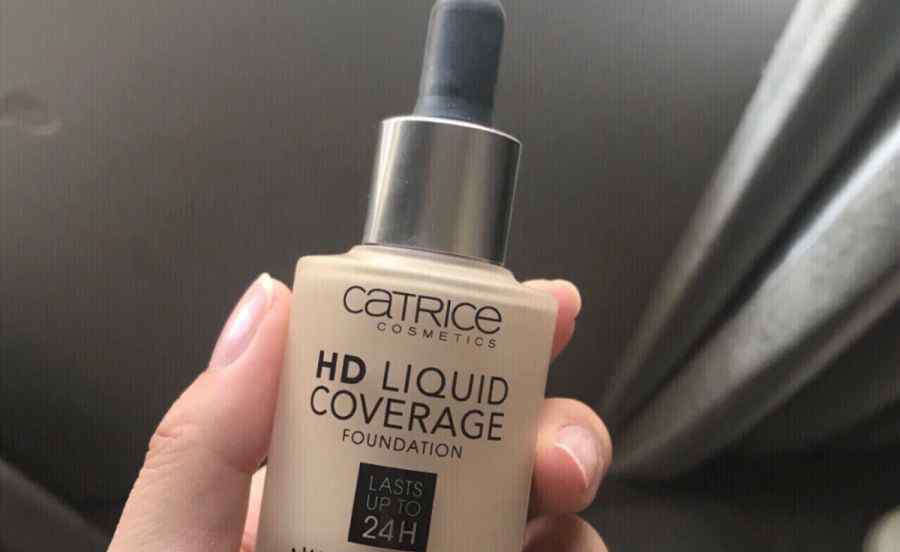 CATRICE
COSMETICS
HD LIQUID
COVERAGE
FOUNDATION
LASTS
UP TO
24H